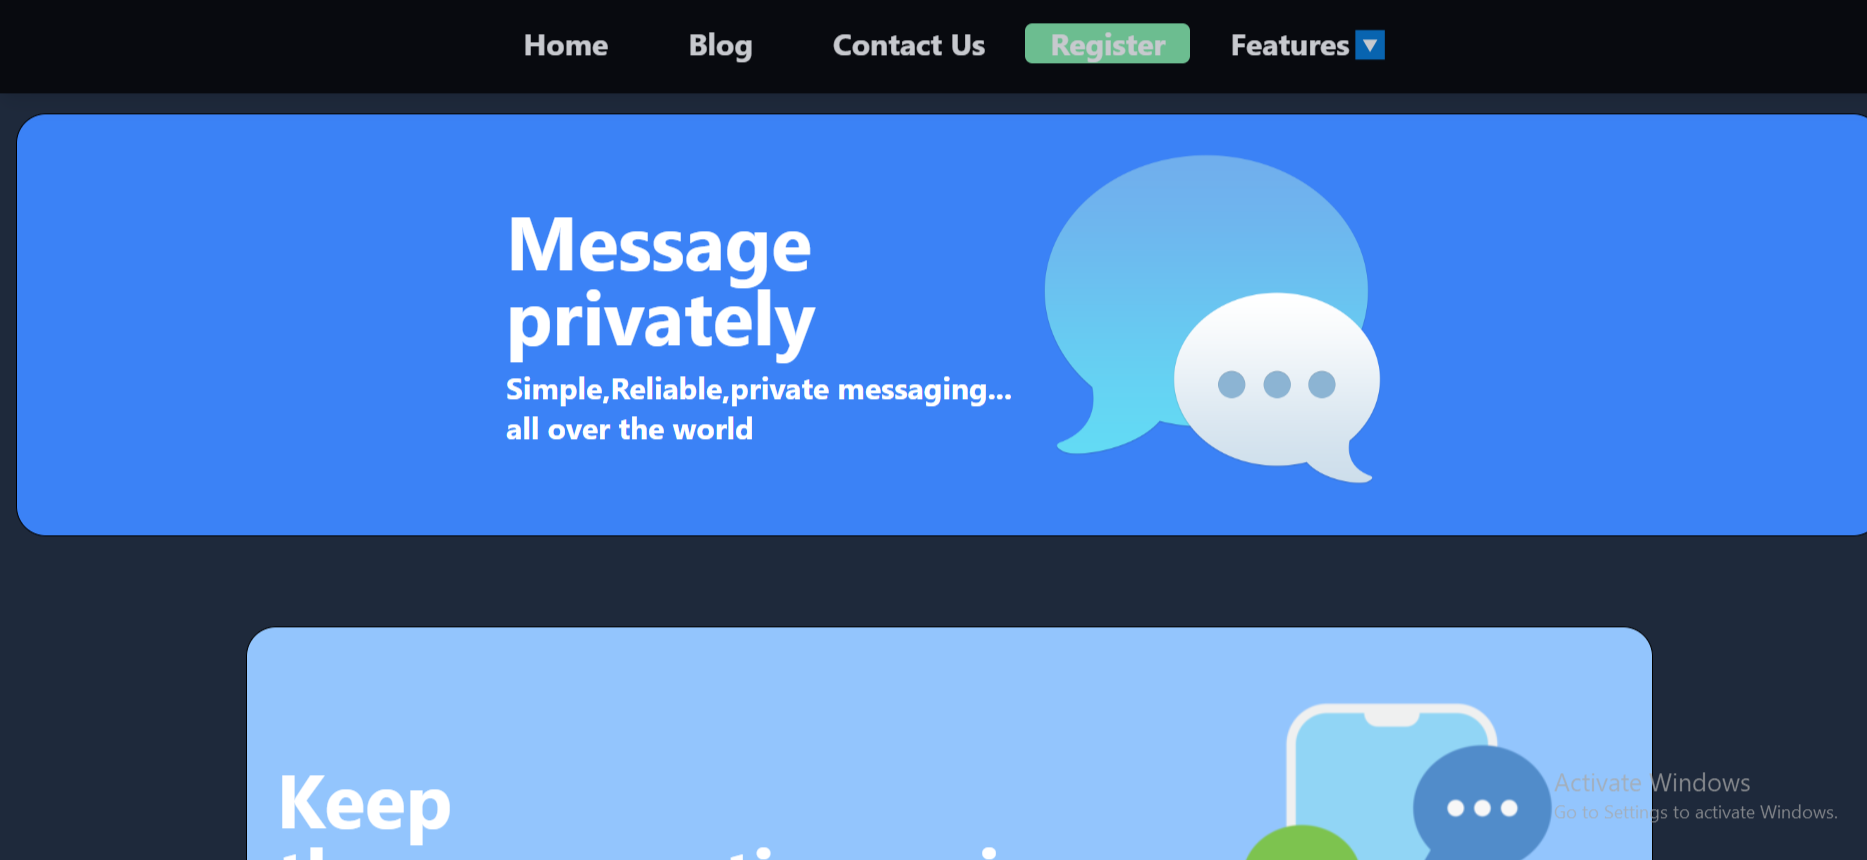 Home Blog Contact Us Register Features ▼
Message
privately
Simple,Reliable,private messaging...
all over the world
Keep
Activate Windows
Go to Settings to activate Windows.